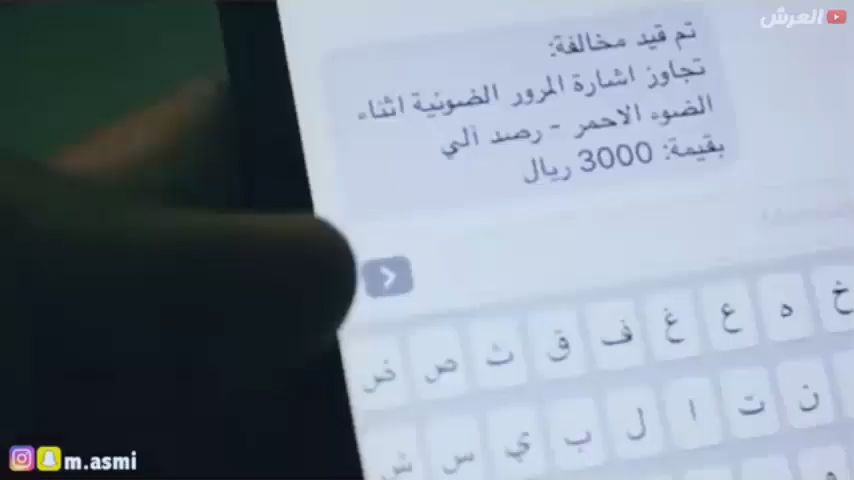 العرش
تم قيد مخالفة:
تجاوز اشارة المرور الضوئية اثناء
الضوء الاحمر - رصد آلي
بقيمة: 3000 ريال
خ ه ع غ ف ق ث ص ض
ن ت ا ل ب ي س ش
m.asmi